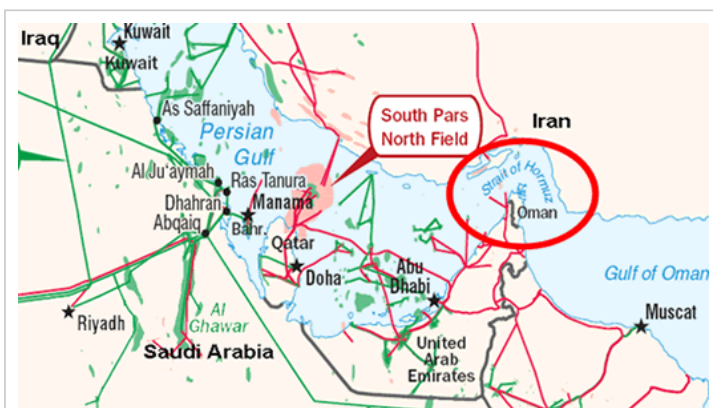 Kuwait
Iraq
Kuwait
As Saffaniyah
Persian
Gulf
South Pars
North Field
Iran
Strait of Hormuz
Al Ju‘aymah
Ras Tanura
Dhahran
Manama
Abqaiq
Bahr.
Qatar
Doha
Abu
Dhabi
Oman
Gulf of Oman
Muscat
Riyadh
Al
Ghawar
Saudi Arabia
United
Arab
Emirates